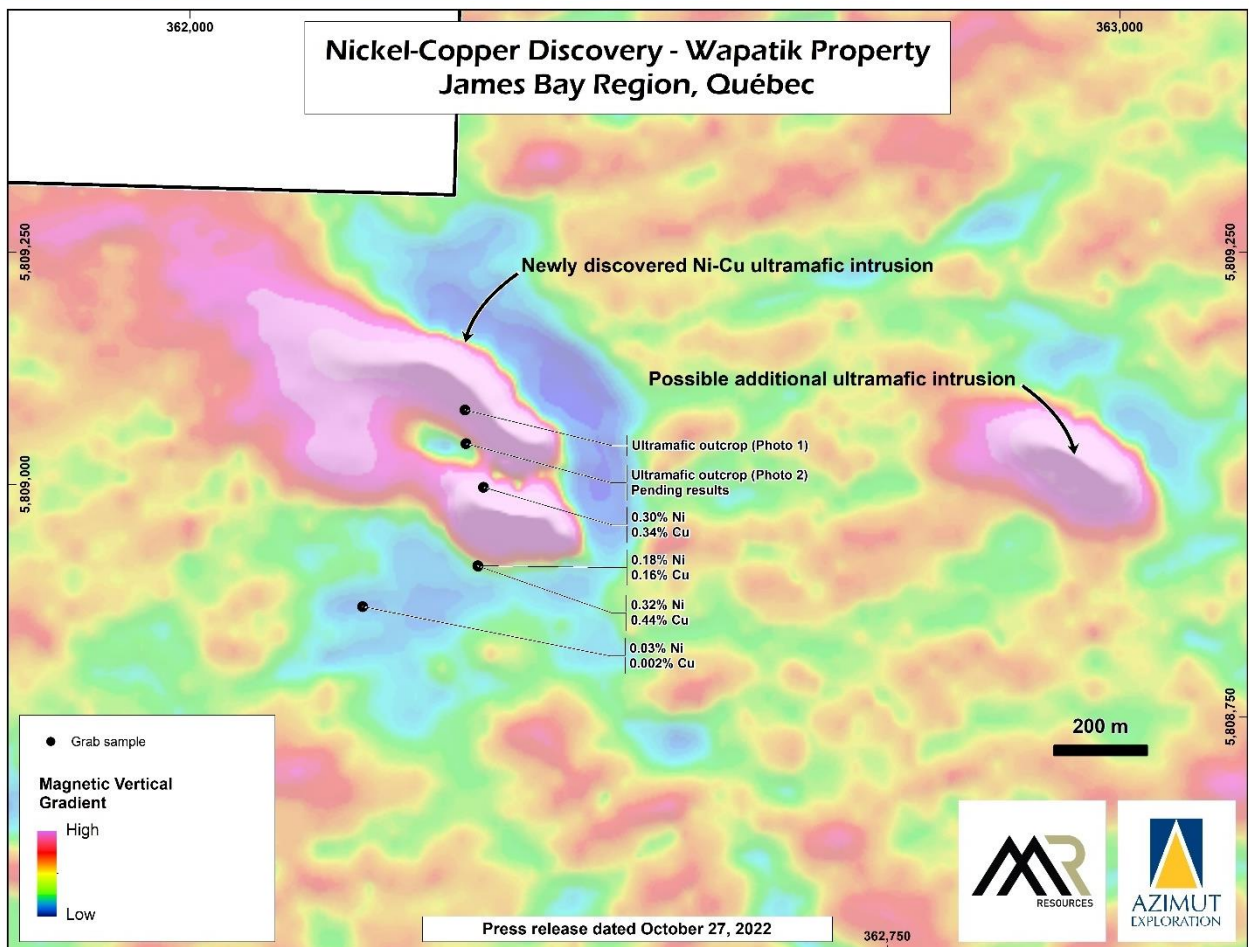 362,000
363,000
Nickel-Copper Discovery - Wapatik Property
James Bay Region, Québec
5,809,250
5,809,250
Newly discovered Ni-Cu ultramafic intrusion
Possible additional ultramafic intrusion
Ultramafic outcrop (Photo 1)
Ultramafic outcrop (Photo 2)
Pending results
5,809,000
5,809,000
0.30% Ni
0.34% Cu
0.18% Ni
0.16% Cu
0.32% Ni
0.44% Cu
0.03% Ni
0.002% Cu
5,808,750
200 m
Grab sample
Magnetic Vertical
Gradient
High
Low
MR
RESOURCES
AZIMUT
EXPLORATION
Press release dated October 27, 2022
362,750